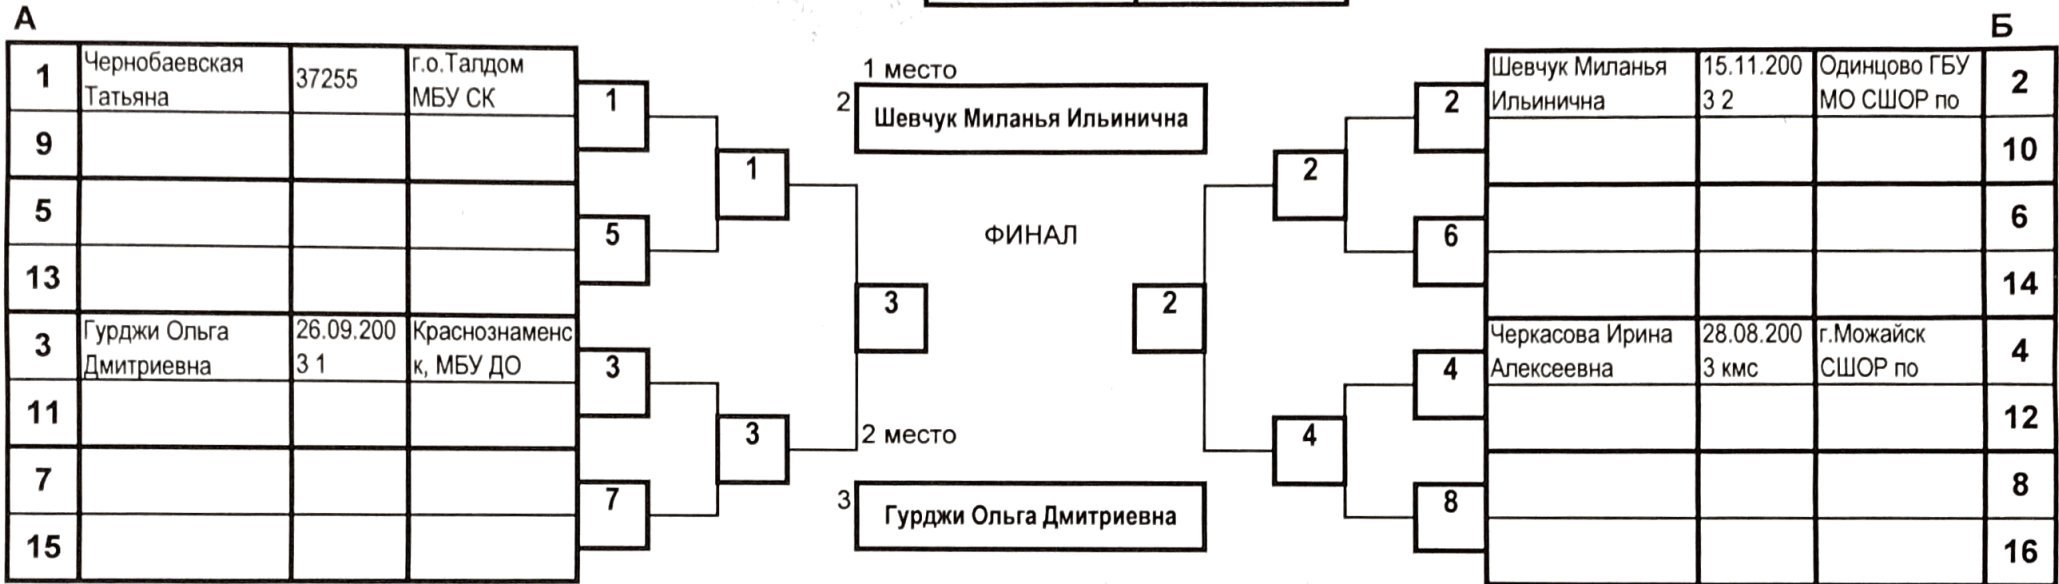 А
Б
1
Чернобаевская
Татьяна
37255
г.о.Талдом
МБУ СК
9
5
13
3
Гурджи Ольга
Дмитриевна
26.09.200
3 1
Краснознаменс
к, МБУ ДО
11
7
15
1
5
3
7
1
3
3
1 место
2
Шевчук Миланья Ильинична
ФИНАЛ
2 место
3
Гурджи Ольга Дмитриевна
2
2
4
2
6
4
8
Шевчук Миланья
Ильинична
15.11.200
3 2
Одинцово ГБУ
МО СШОР по
2
10
6
14
Черкасова Ирина
Алексеевна
28.08.200
3 кмс
г.Можайск
СШОР по
4
12
8
16